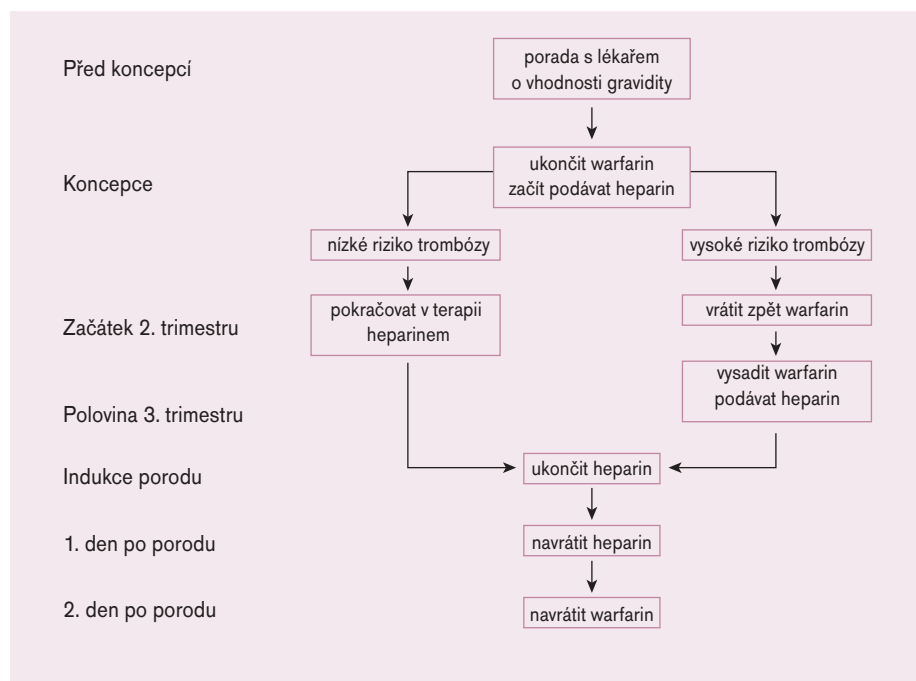 Před koncepcí
porada s lékařem
o vhodnosti gravidity
Koncepce
ukončit warfarin
začít podávat heparin
nízké riziko trombózy
vysoké riziko trombózy
Začátek 2. trimestru
pokračovat v terapii
heparinem
vrátit zpět warfarin
vysadit warfarin
podávat heparin
Polovina 3. trimestru
Indukce porodu
ukončit heparin
1. den po porodu
navrátit heparin
2. den po porodu
navrátit warfarin